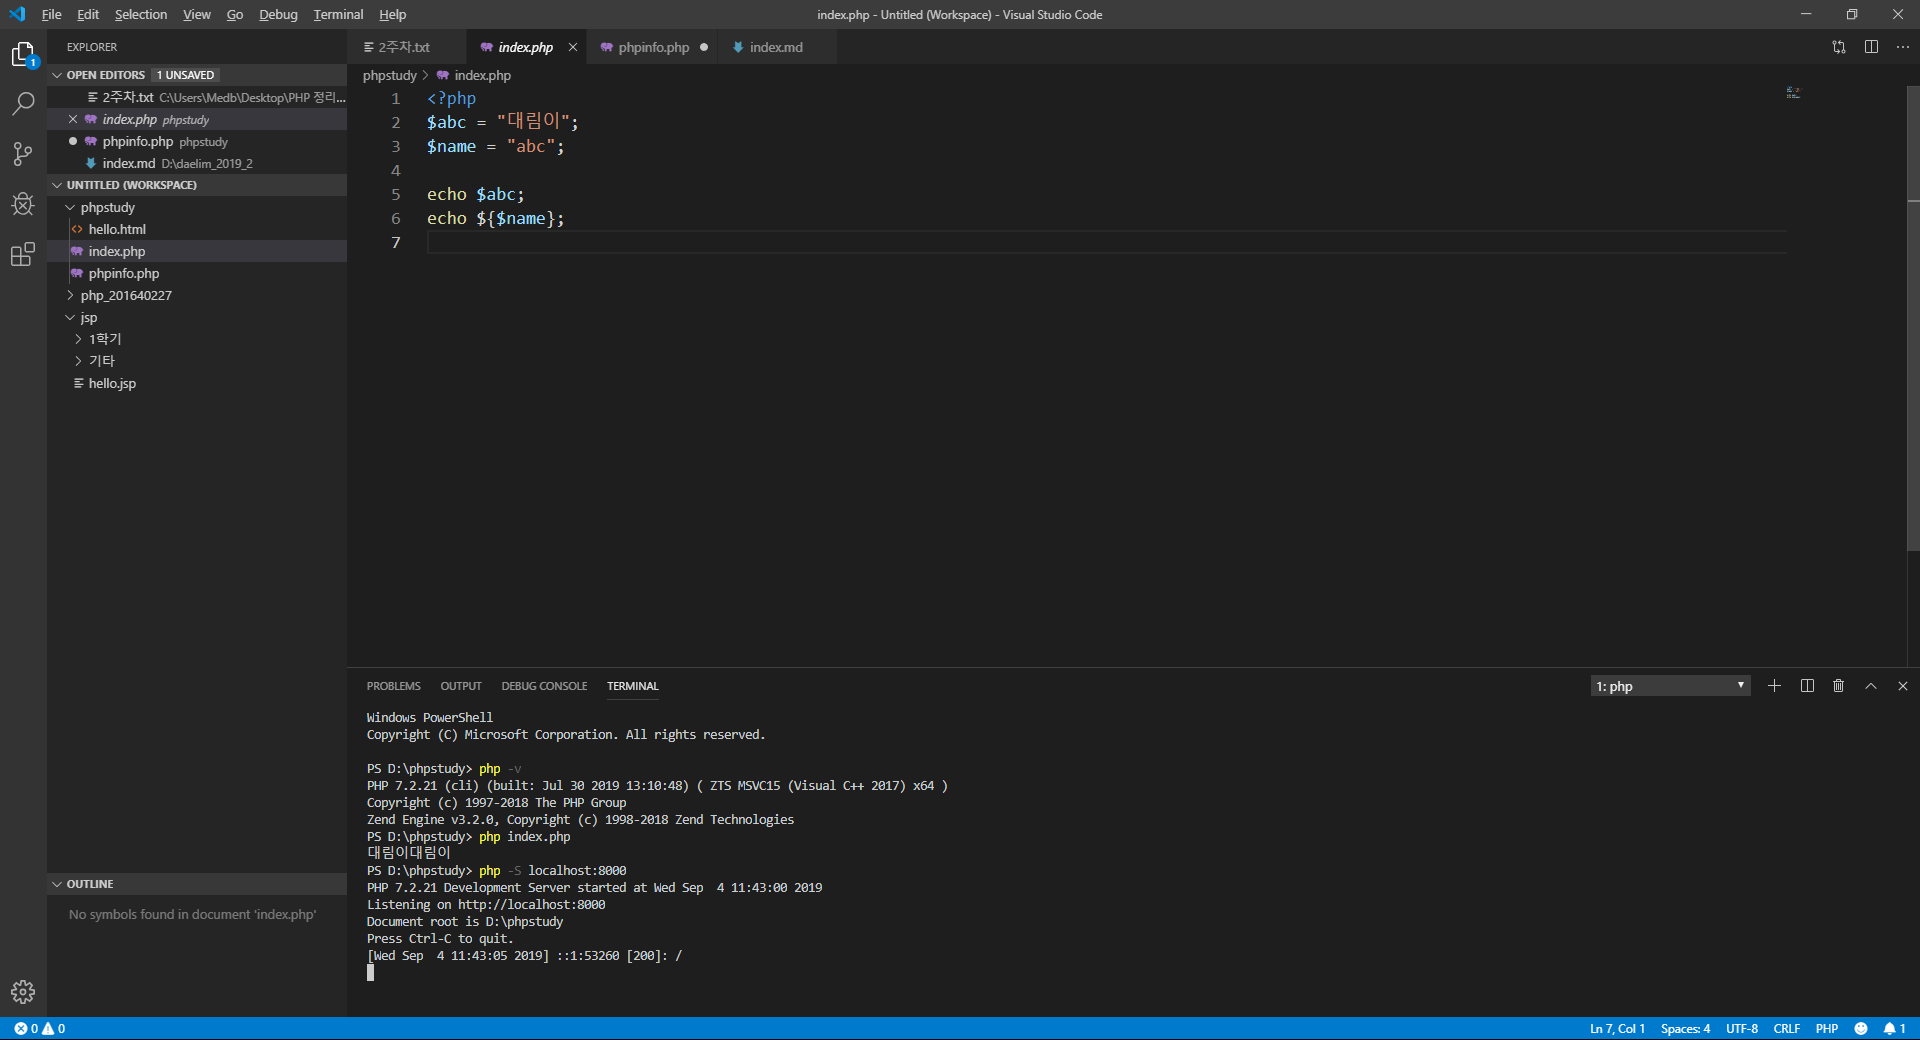 File Edit Selection View Go Debug Terminal Help
index.php - Untitled (Workspace) - Visual Studio Code
EXPLORER
OPEN EDITORS 1 UNSAVED
2주차.txt C:\Users\Medb\Desktop\PHP 정리...
index.php phpstudy
phpinfo.php phpstudy
index.md D:\daelim_2019_2
UNTITLED (WORKSPACE)
phpstudy
hello.html
index.php
phpinfo.php
php_201640227
jsp
1학기
기타
hello.jsp
OUTLINE
No symbols found in document 'index.php'
1
2주차.txt index.php phpinfo.php index.md
phpstudy > index.php
1 <?php
2 $abc = "대림이";
3 $name = "abc";
4
5 echo $abc;
6 echo ${$name};
7
PROBLEMS OUTPUT DEBUG CONSOLE TERMINAL
1: php
Windows PowerShell
Copyright (C) Microsoft Corporation. All rights reserved.
PS D:\phpstudy> php -v
PHP 7.2.21 (cli) (built: Jul 30 2019 13:10:48) ( ZTS MSVC15 (Visual C++ 2017) x64 )
Copyright (c) 1997-2018 The PHP Group
Zend Engine v3.2.0, Copyright (c) 1998-2018 Zend Technologies
PS D:\phpstudy> php index.php
대림이대림이
PS D:\phpstudy> php -S localhost:8000
PHP 7.2.21 Development Server started at Wed Sep  4 11:43:00 2019
Listening on http://localhost:8000
Document root is D:\phpstudy
Press Ctrl-C to quit.
[Wed Sep  4 11:43:05 2019] ::1:53260 [200]: /
0 0
Ln 7, Col 1 Spaces: 4 UTF-8 CRLF PHP 1